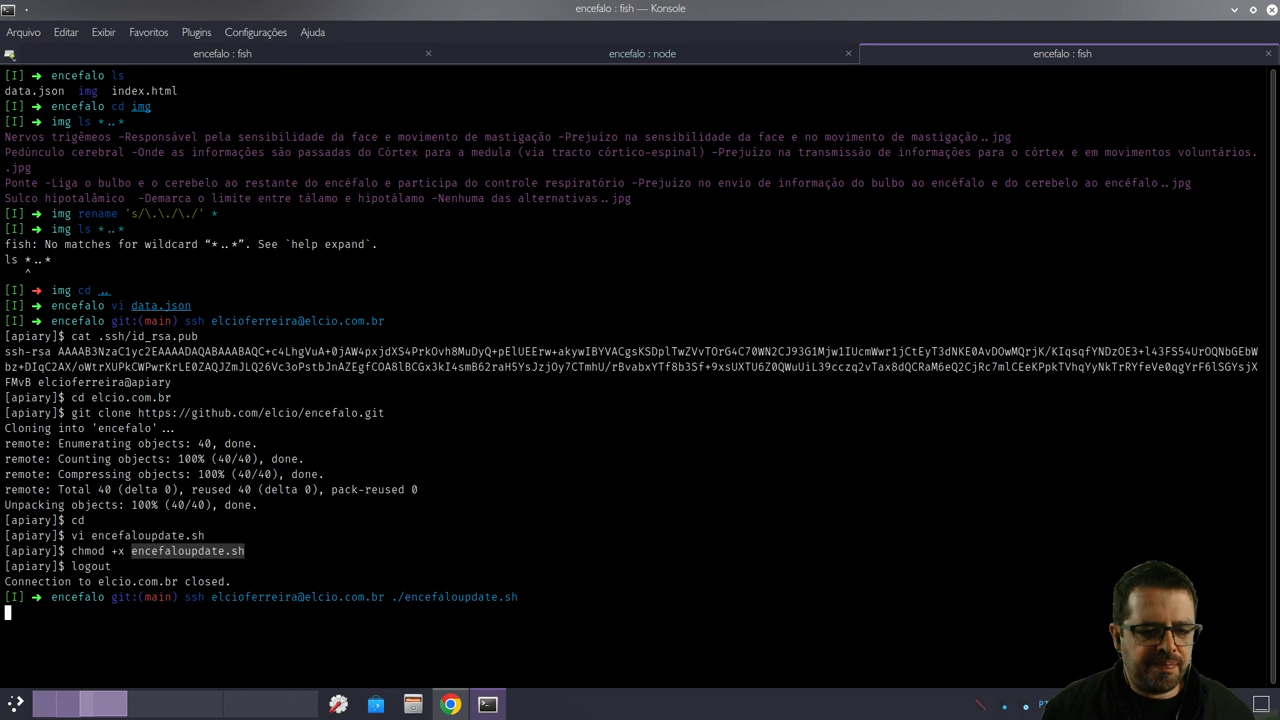 encefalo : fish — Konsole
Arquivo Editar Exibir Favoritos Plugins Configurações Ajuda
encefalo : fish encefalo : node encefalo : fish
[I] ➜ encefalo ls
data.json img index.html
[I] ➜ encefalo cd img
[I] ➜ img ls *..*
Nervos trigêmeos -Responsável pela sensibilidade da face e movimento de mastigação -Prejuízo na sensibilidade da face e no movimento de mastigação..jpg
Pedúnculo cerebral -Onde as informações são passadas do Córtex para a medula (via tracto córtico-espinal) -Prejuízo na transmissão de informações para o córtex e em movimentos voluntários.
.jpg
Ponte -Liga o bulbo e o cerebelo ao restante do encéfalo e participa do controle respiratório -Prejuízo no envio de informação do bulbo ao encéfalo e do cerebelo ao encéfalo..jpg
Sulco hipotalâmico -Demarca o limite entre tálamo e hipotálamo -Nenhuma das alternativas..jpg
[I] ➜ img rename 's/\.\./\./' *
[I] ➜ img ls *..*
fish: No matches for wildcard “*..*”. See `help expand`.
ls *..*
^
[I] ➜ img cd ..
[I] ➜ encefalo vi data.json
[I] ➜ encefalo git:(main) ssh elcioferreira@elcio.com.br
[apiary]$ cat .ssh/id_rsa.pub
ssh-rsa
FMvB elcioferreira@apiary
[apiary]$ cd elcio.com.br
[apiary]$ git clone https://github.com/elcio/encefalo.git
Cloning into 'encefalo'...
remote: Enumerating objects: 40, done.
remote: Counting objects: 100% (40/40), done.
remote: Compressing objects: 100% (40/40), done.
remote: Total 40 (delta 0), reused 40 (delta 0), pack-reused 0
Unpacking objects: 100% (40/40), done.
[apiary]$ cd
[apiary]$ vi encefaloupdate.sh
[apiary]$ chmod +x encefaloupdate.sh
[apiary]$ logout
Connection to elcio.com.br closed.
[I] ➜ encefalo git:(main) ssh elcioferreira@elcio.com.br ./encefaloupdate.sh